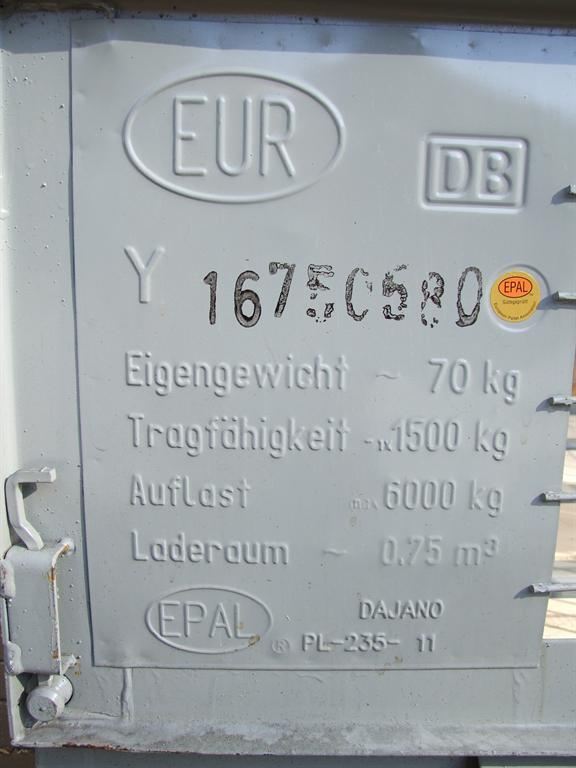 EUR
DB
Y 16750580
EPAL
Eigengewicht ~ 70 kg
Tragfähigkeit 1500 kg
Auflast max 6000 kg
Laderaum ~ 0.75 m³
EPAL ® DAJANO
PL-235- 11